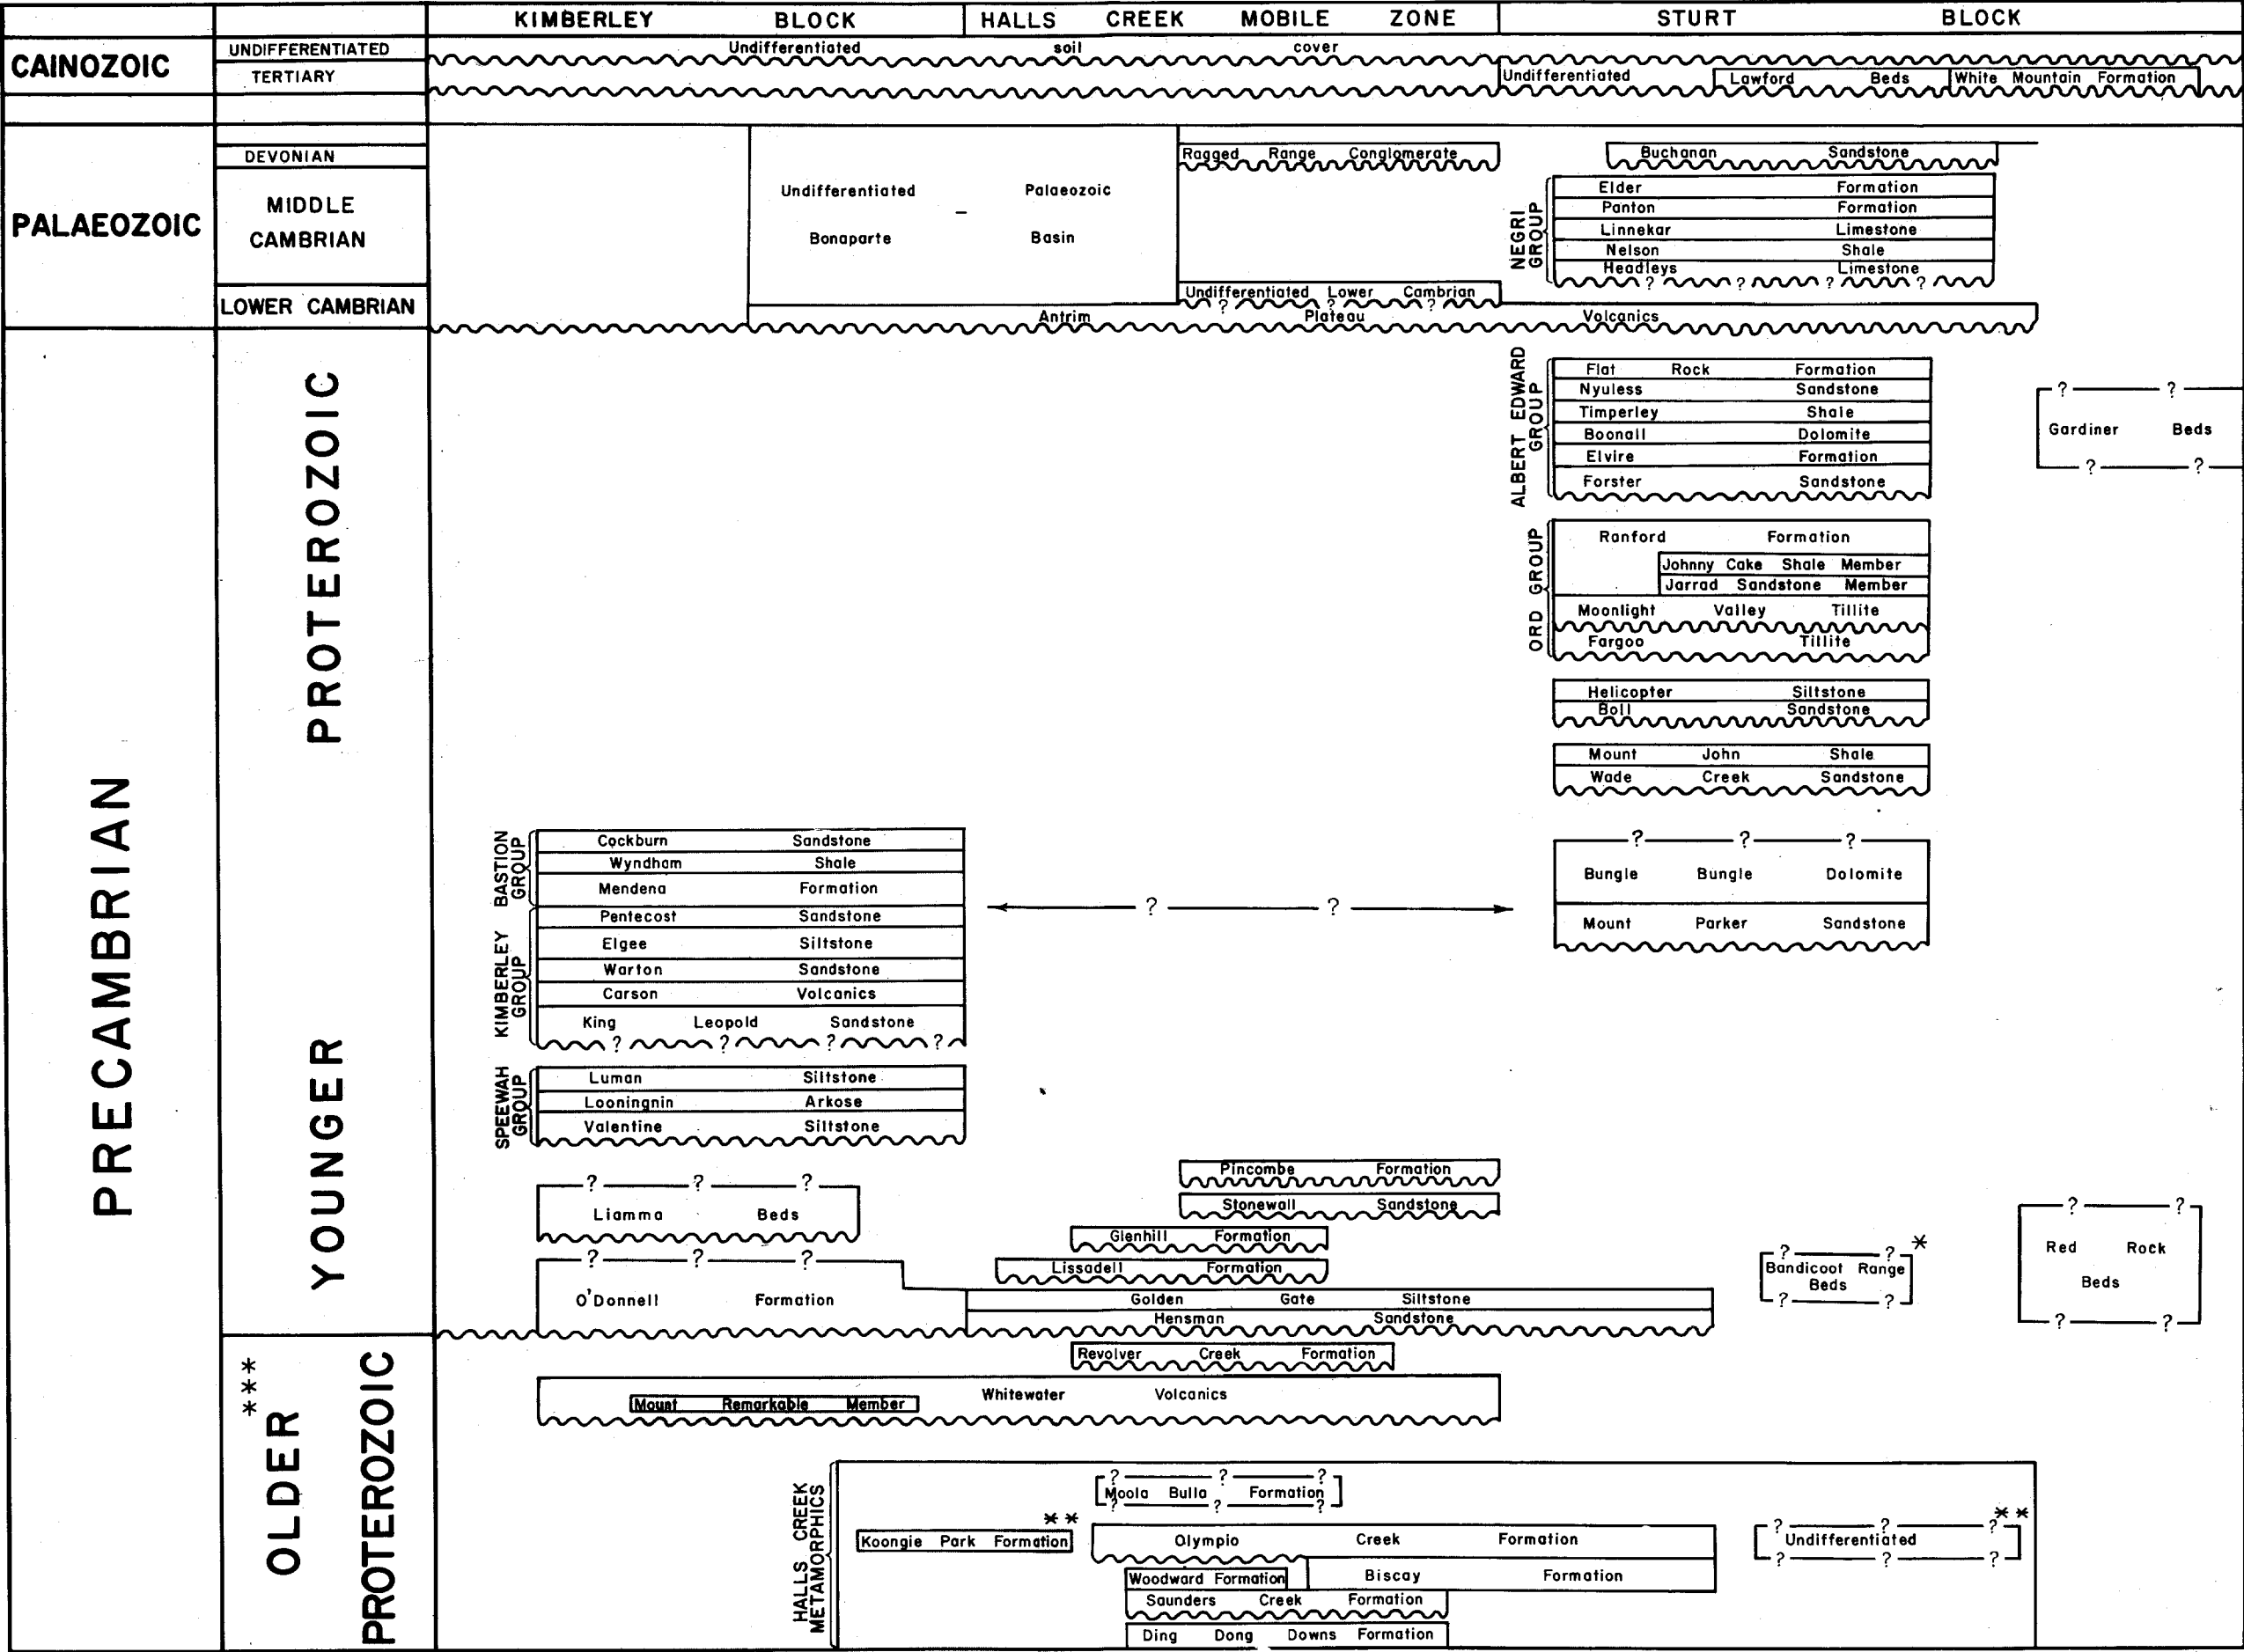 KIMBERLEY BLOCK HALLS CREEK MOBILE ZONE STURT BLOCK
CAINOZOIC
UNDIFFERENTIATED
Undifferentiated soil cover
TERTIARY
Undifferentiated
Lawford Beds
White Mountain Formation
PALAEOZOIC
DEVONIAN
MIDDLE
CAMBRIAN
LOWER CAMBRIAN
Undifferentiated Palaeozoic
–
Bonaparte Basin
Ragged Range Conglomerate
Buchanan Sandstone
NEGRI
GROUP
Elder Formation
Panton Formation
Linnekar Limestone
Nelson Shale
Headleys Limestone
? ? ? ?
Undifferentiated Lower Cambrian
? ? ?
Antrim Plateau Volcanics
PRECAMBRIAN
YOUNGER PROTEROZOIC
ALBERT EDWARD
GROUP
Flat Rock Formation
Nyuless Sandstone
Timperley Shale
Boonall Dolomite
Elvire Formation
Forster Sandstone
? ?
Gardiner Beds
? ?
ORD GROUP
Ranford Formation
Johnny Cake Shale Member
Jarrad Sandstone Member
Moonlight Valley Tillite
Fargoo Tillite
Helicopter Siltstone
Boll Sandstone
Mount John Shale
Wade Creek Sandstone
BASTION
GROUP
Cockburn Sandstone
Wyndham Shale
Mendena Formation
KIMBERLEY
GROUP
Pentecost Sandstone
Elgee Siltstone
Warton Sandstone
Carson Volcanics
King Leopold Sandstone
? ? ? ?
? ?
? ? ?
Bungle Bungle Dolomite
Mount Parker Sandstone
SPEEWAH
GROUP
Luman Siltstone
Looningnin Arkose
Valentine Siltstone
Pincombe Formation
Stonewall Sandstone
? ? ?
Liamma Beds
Glenhill Formation
Lissadell Formation
? ? ?
O'Donnell Formation
Golden Gate Siltstone
Hensman Sandstone
? ? *
Bandicoot Range
Beds
? ?
? ?
Red Rock
Beds
? ?
***
OLDER
PROTEROZOIC
Revolver Creek Formation
Whitewater Volcanics
Mount Remarkable Member
HALLS CREEK
METAMORPHICS
? ? ?
Moola Bulla Formation
? ? ?
**
Koongie Park Formation
Olympio Creek Formation
**
? ? ?
Undifferentiated
? ? ?
Woodward Formation
Biscay Formation
Saunders Creek Formation
Ding Dong Downs Formation